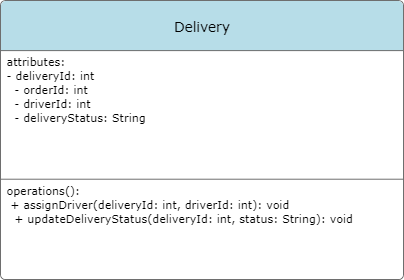 Delivery
attributes:
- deliveryId: int
- orderId: int
- driverId: int
- deliveryStatus: String
operations():
+ assignDriver(deliveryId: int, driverId: int): void
+ updateDeliveryStatus(deliveryId: int, status: String): void